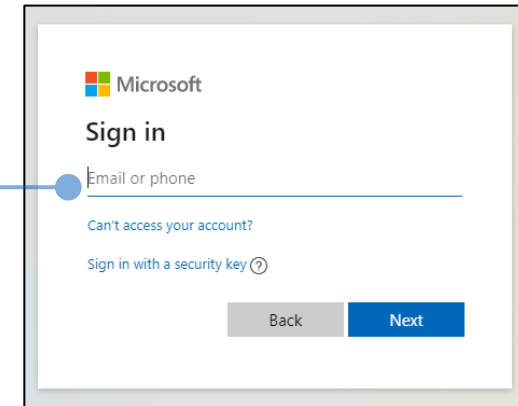 Microsoft
Sign in
Email or phone
Can't access your account?
Sign in with a security key
Back Next